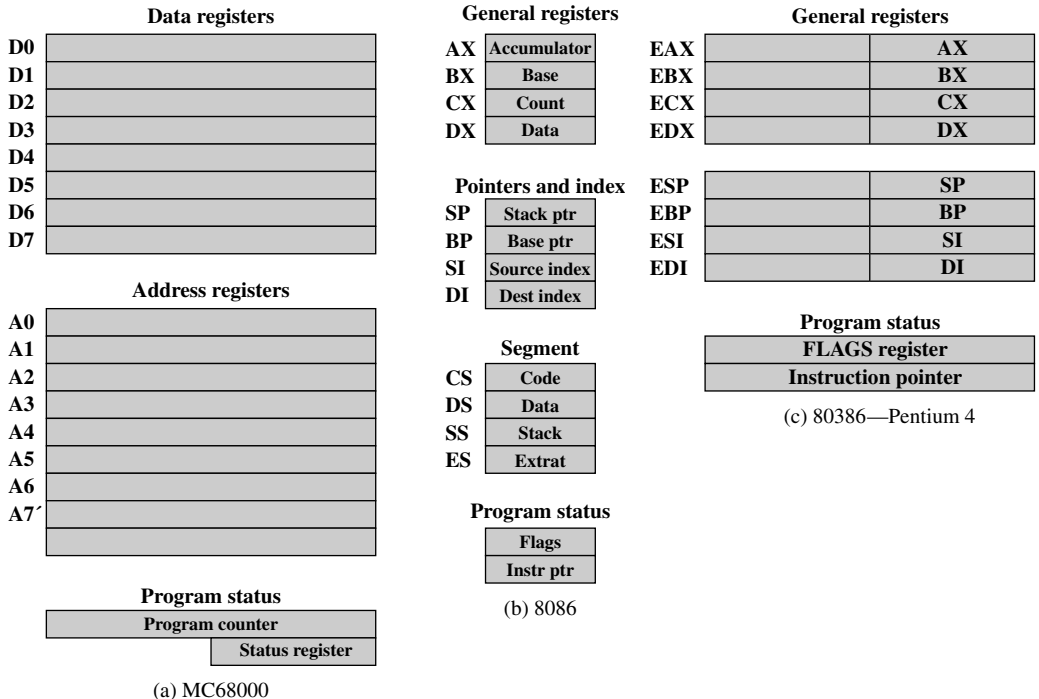 Data registers
D0
D1
D2
D3
D4
D5
D6
D7
Address registers
A0
A1
A2
A3
A4
A5
A6
A7´
Program status
Program counter
Status register
(a) MC68000
General registers
AX Accumulator
BX Base
CX Count
DX Data
Pointers and index
SP Stack ptr
BP Base ptr
SI Source index
DI Dest index
Segment
CS Code
DS Data
SS Stack
ES Extrat
Program status
Flags
Instr ptr
(b) 8086
General registers
EAX AX
EBX BX
ECX CX
EDX DX
ESP SP
EBP BP
ESI SI
EDI DI
Program status
FLAGS register
Instruction pointer
(c) 80386—Pentium 4